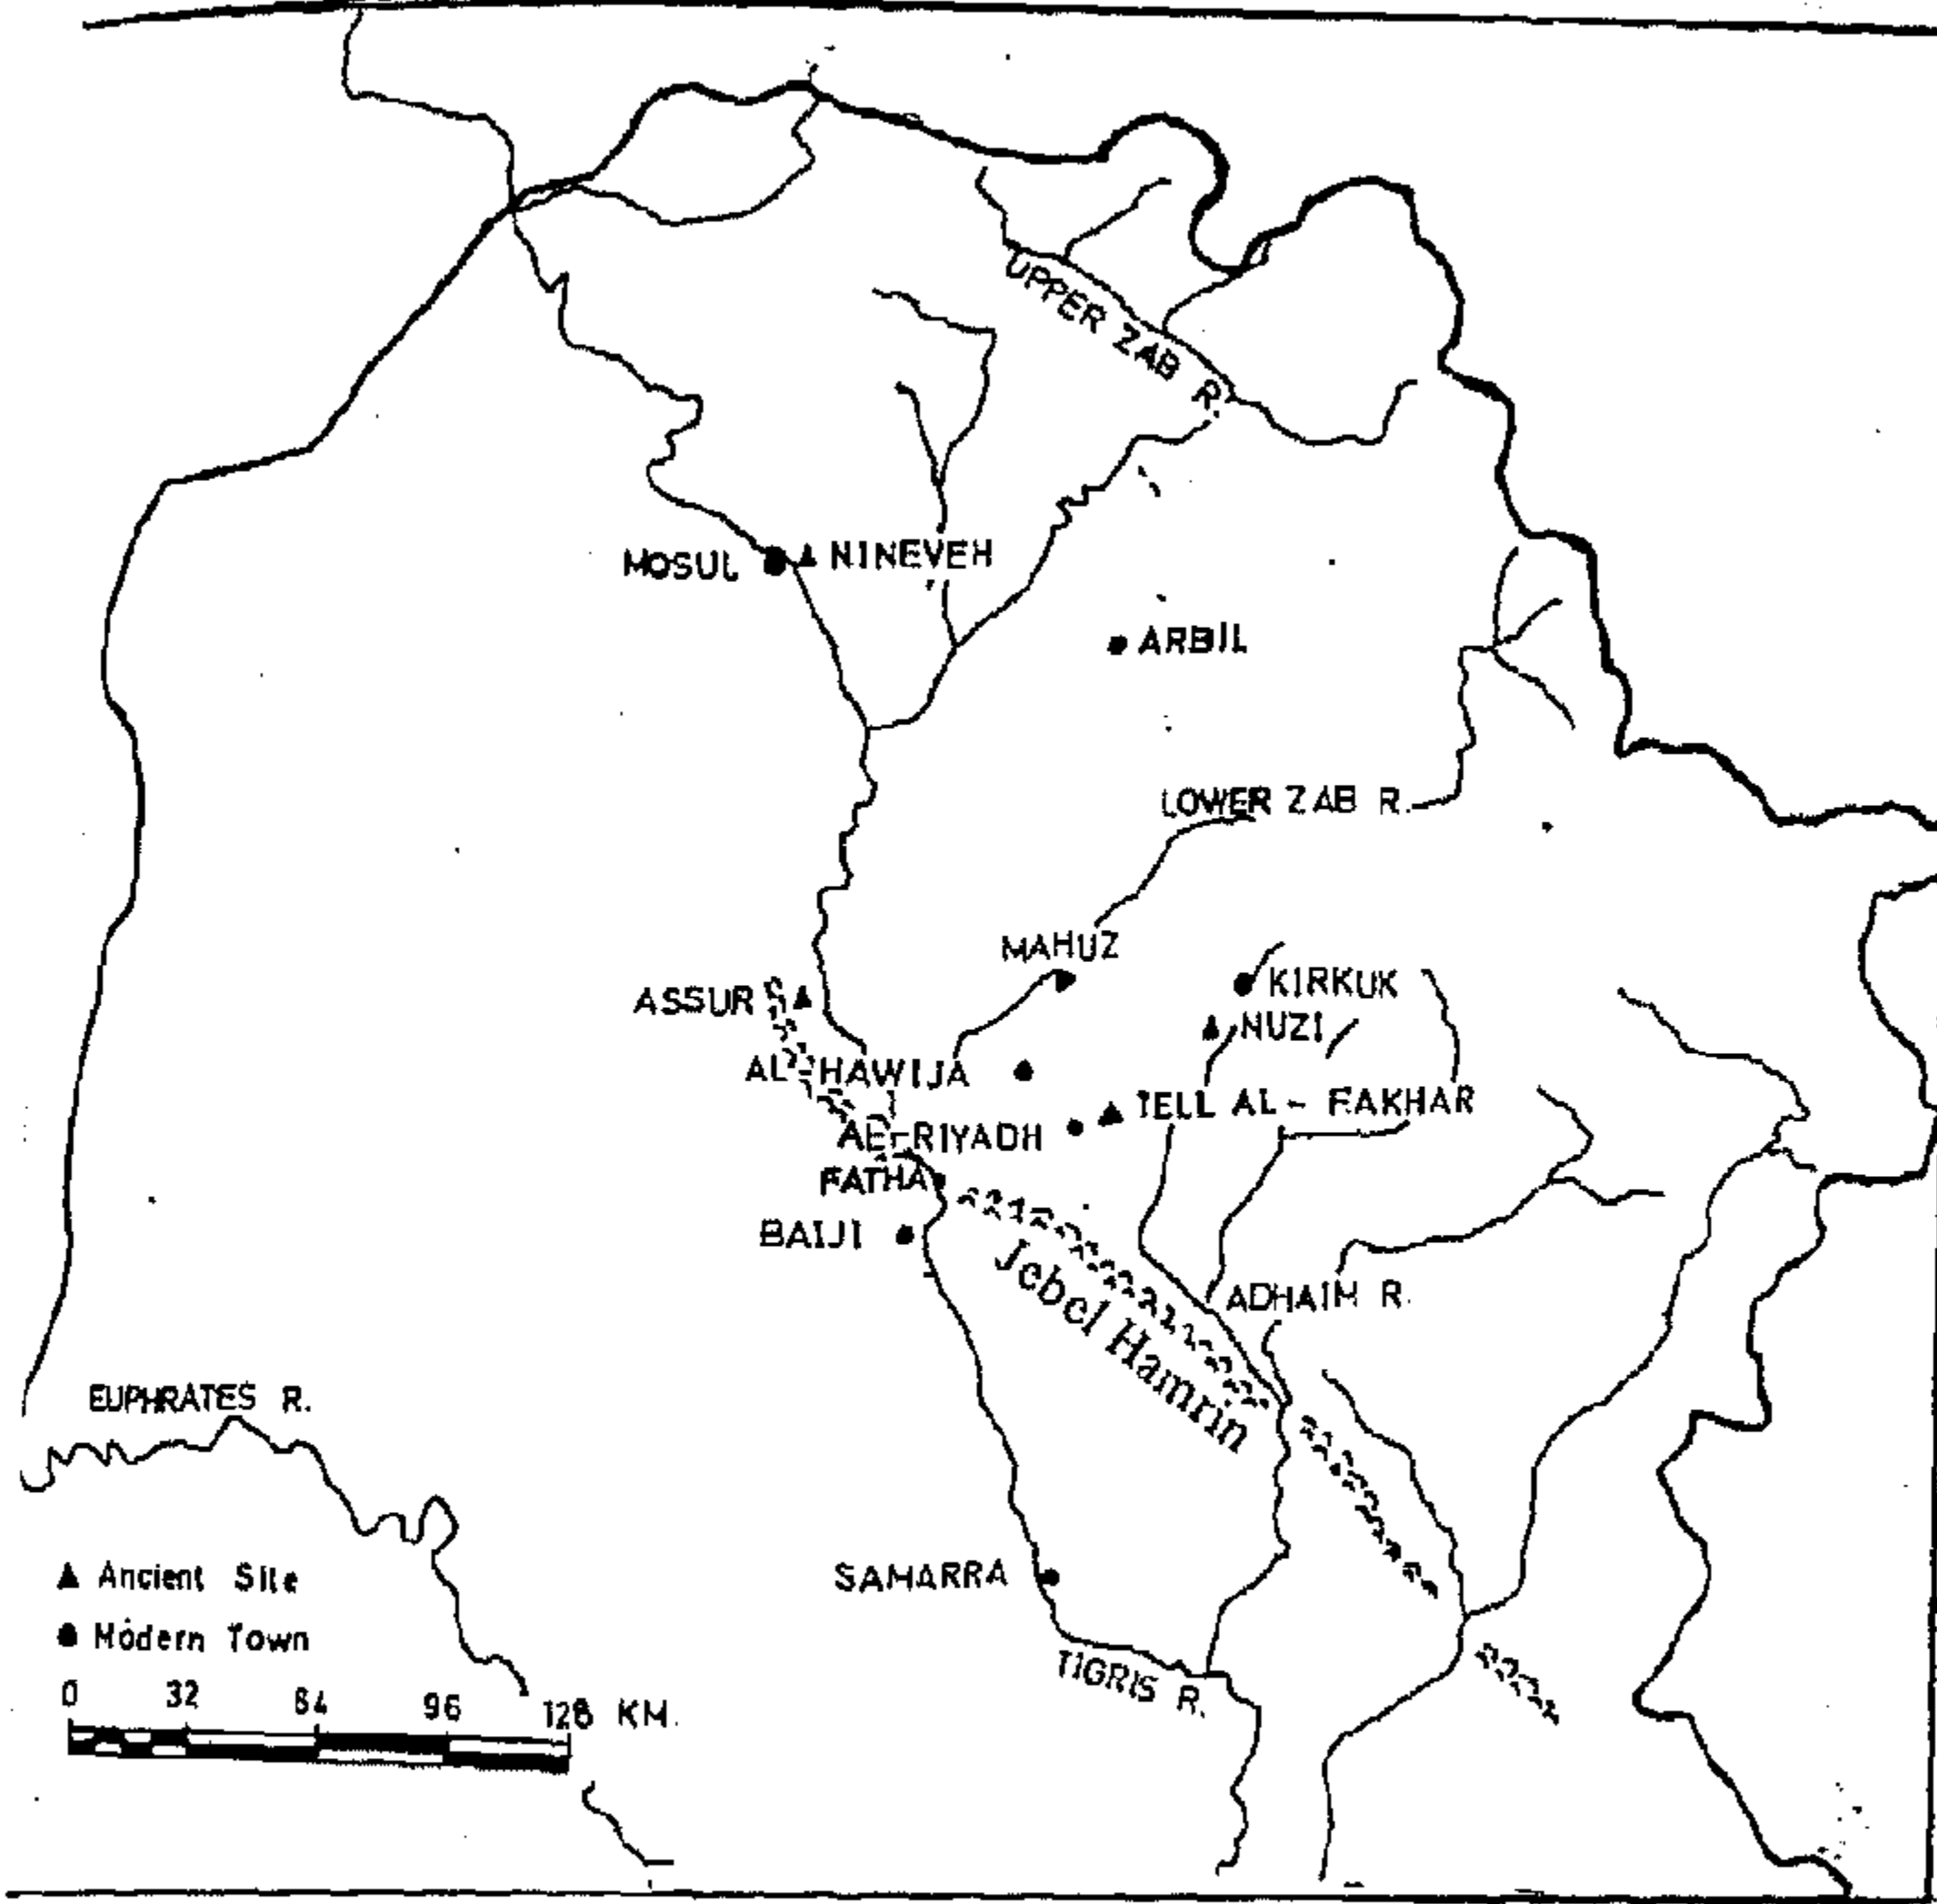 UPPER ZAB R.
MOSUL
NINEVEH
ARBIL
LOWER ZAB R.
MAHUZ
KIRKUK
ASSUR
NUZI
AL-HAWIJA
TELL AL-FAKHAR
AL-RIYADH
FATHA
BAIJI
Jebel Hamrin
ADHAIM R.
EUPHRATES R.
SAMARRA
TIGRIS R.
Ancient Site
Modern Town
0 32 64 96 128 KM.